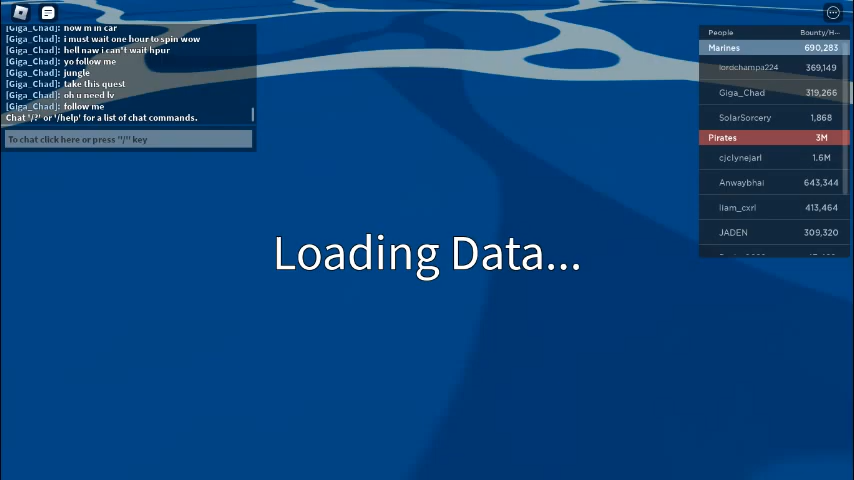 [Giga_Chad]: how m in car
[Giga_Chad]: i must wait one hour to spin wow
[Giga_Chad]: hell naw i can't wait hpur
[Giga_Chad]: yo follow me
[Giga_Chad]: jungle
[Giga_Chad]: take this quest
[Giga_Chad]: oh u need lv
[Giga_Chad]: follow me
Chat '/?' or '/help' for a list of chat commands.
To chat click here or press "/" key
People Bounty/H~
Marines 690,283
lordchampa224 369,149
Giga_Chad 319,266
SolarSorcery 1,868
Pirates 3M
cjclynejarl 1.6M
Anwaybhai 643,344
liam_cxrl 413,464
JADEN 309,320
Loading Data...